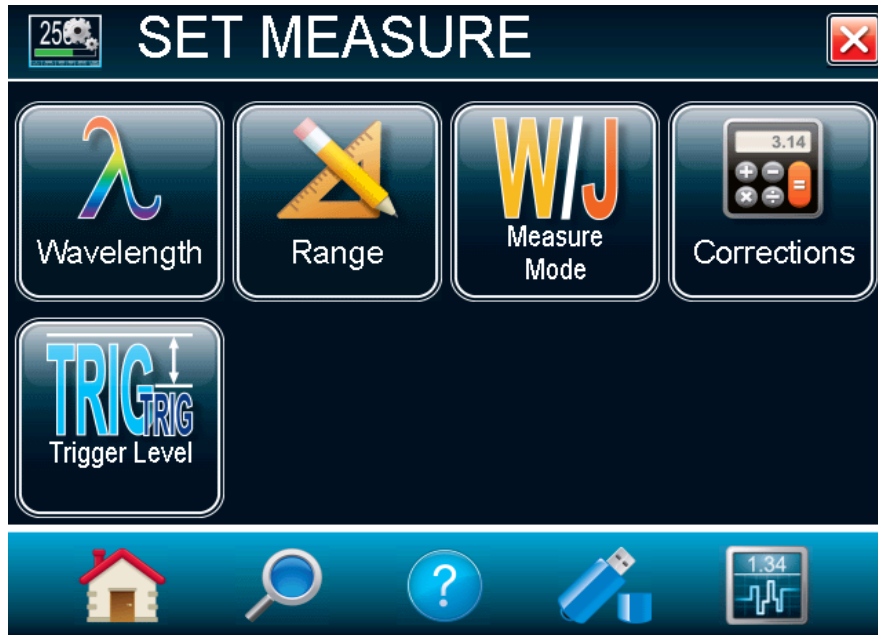 25
SET MEASURE
λ
Wavelength
Range
W/J
Measure
Mode
3.14
+ −
× ÷ =
Corrections
TRIG
TRIG
Trigger Level
?
1.34